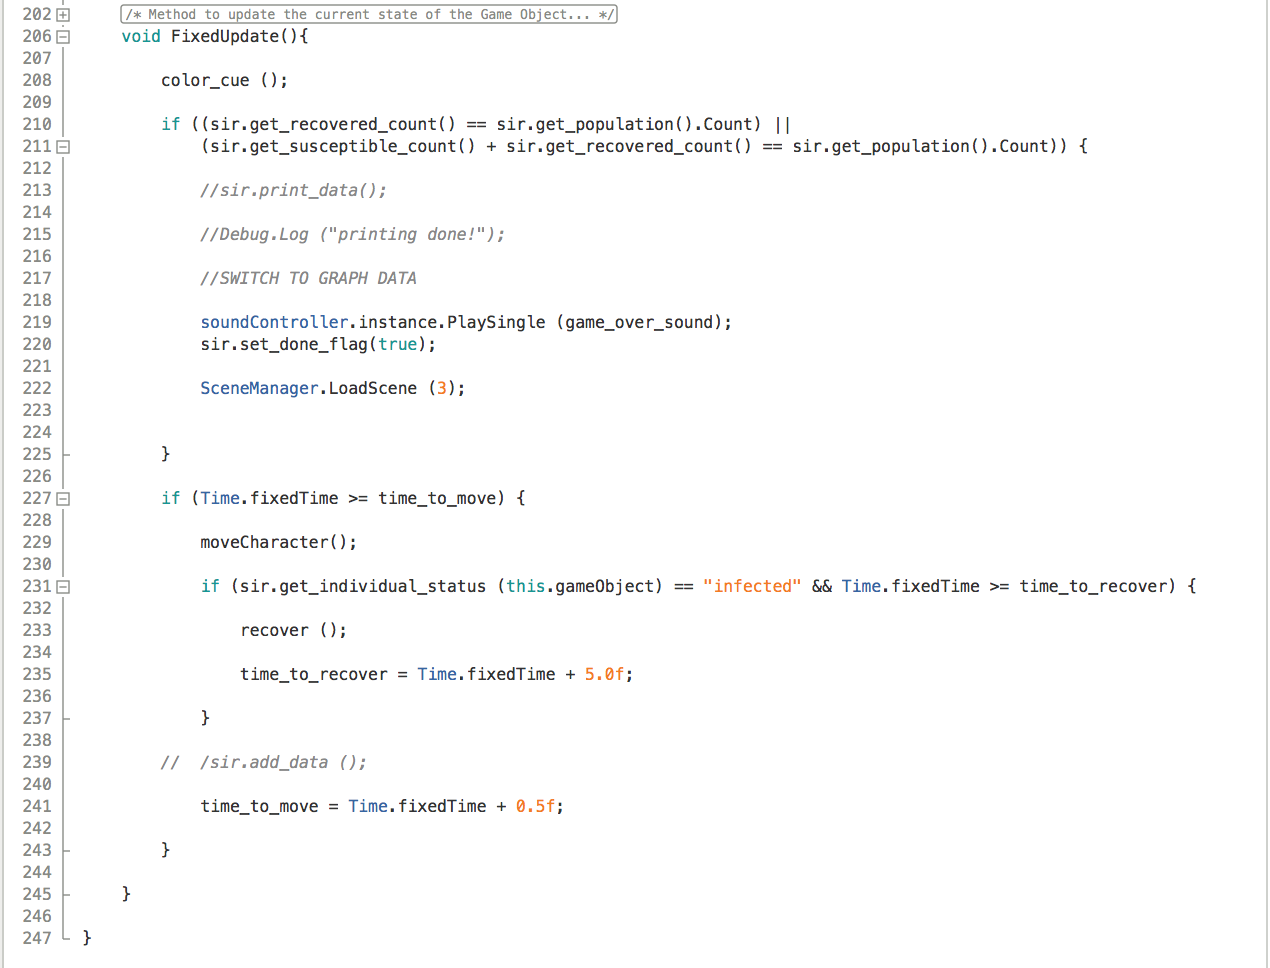 202 /* Method to update the current state of the Game Object... */
206 void FixedUpdate(){
207
208 color_cue ();
209
210 if ((sir.get_recovered_count() == sir.get_population().Count) ||
211 (sir.get_susceptible_count() + sir.get_recovered_count() == sir.get_population().Count)) {
212
213 //sir.print_data();
214
215 //Debug.Log ("printing done!");
216
217 //SWITCH TO GRAPH DATA
218
219 soundController.instance.PlaySingle (game_over_sound);
220 sir.set_done_flag(true);
221
222 SceneManager.LoadScene (3);
223
224
225 }
226
227 if (Time.fixedTime >= time_to_move) {
228
229 moveCharacter();
230
231 if (sir.get_individual_status (this.gameObject) == "infected" && Time.fixedTime >= time_to_recover) {
232
233 recover ();
234
235 time_to_recover = Time.fixedTime + 5.0f;
236
237 }
238
239 // /sir.add_data ();
240
241 time_to_move = Time.fixedTime + 0.5f;
242
243 }
244
245 }
246
247 }